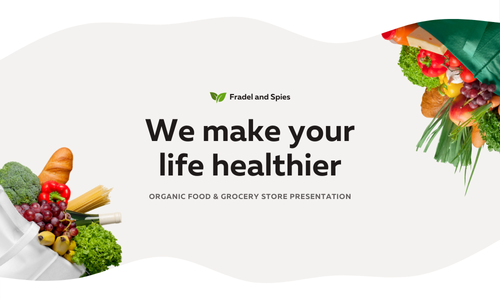 Fradel and Spies
We make your
life healthier
ORGANIC FOOD & GROCERY STORE PRESENTATION